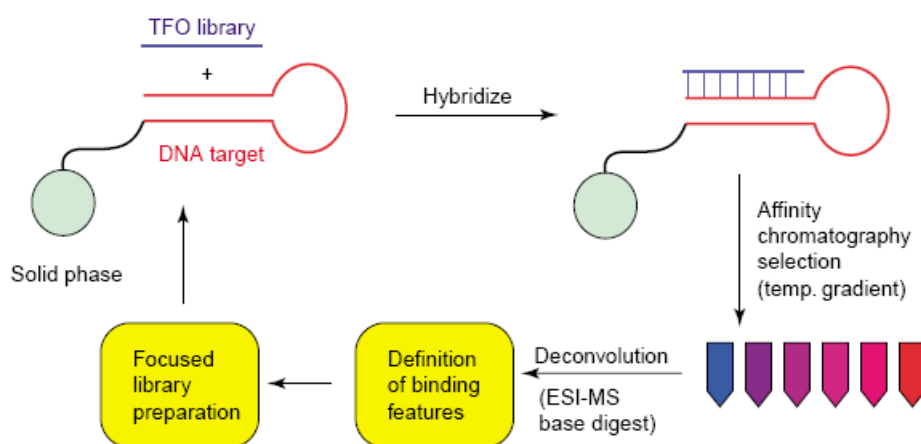 TFO library
+
DNA target
Solid phase
Hybridize
Affinity
chromatography
selection
(temp. gradient)
Deconvolution
(ESI-MS
base digest)
Definition
of binding
features
Focused
library
preparation